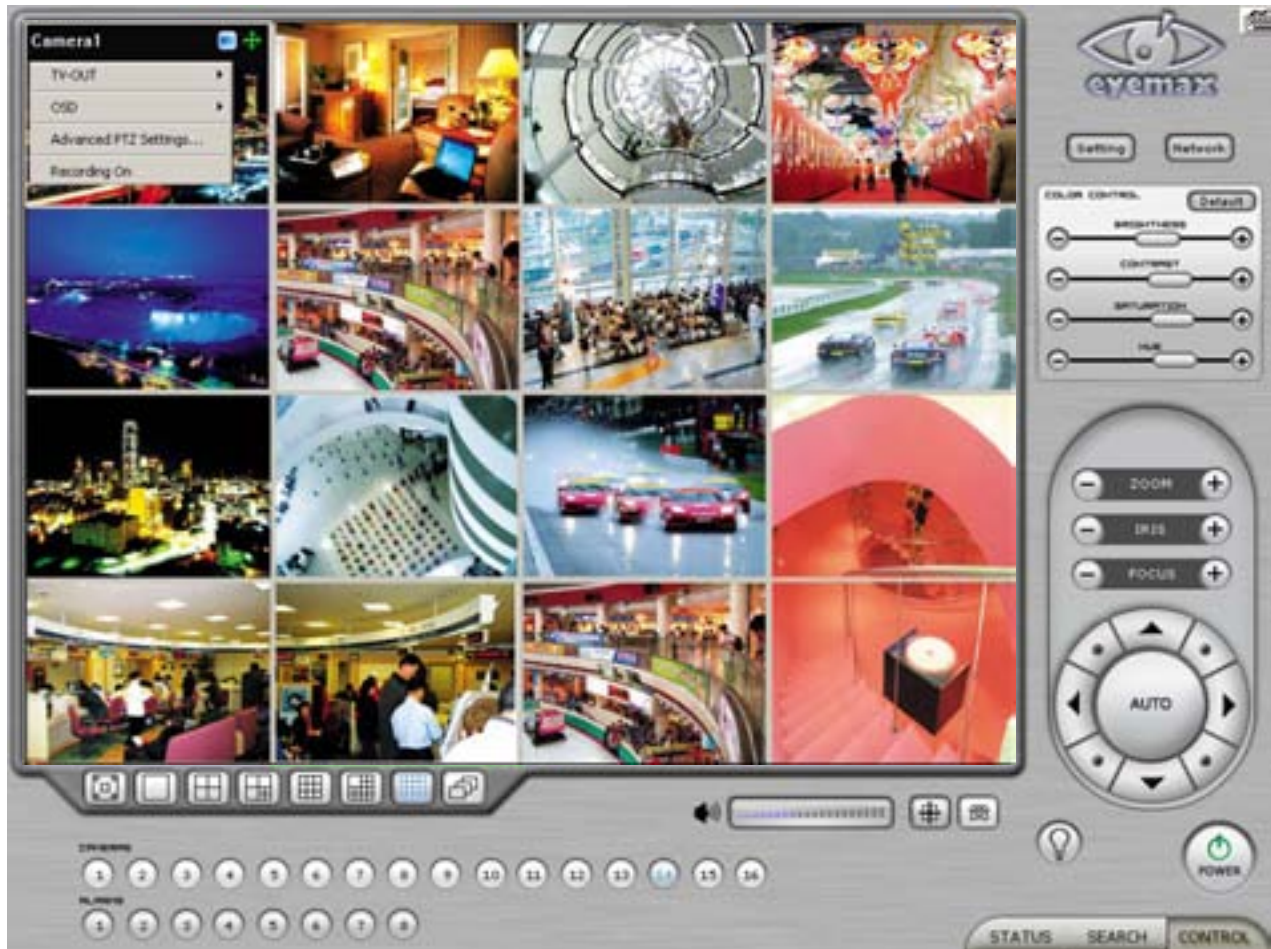 Camera1
TV-OUT
OSD
Advanced PTZ Settings...
Recording On
eyemax
Setting
Network
COLOR CONTROL
Default
BRIGHTNESS
CONTRAST
SATURATION
HUE
ZOOM
IRIS
FOCUS
AUTO
CAMERAS
1 2 3 4 5 6 7 8 9 10 11 12 13 14 15 16
ALARMS
1 2 3 4 5 6 7 8
POWER
STATUS
SEARCH
CONTROL